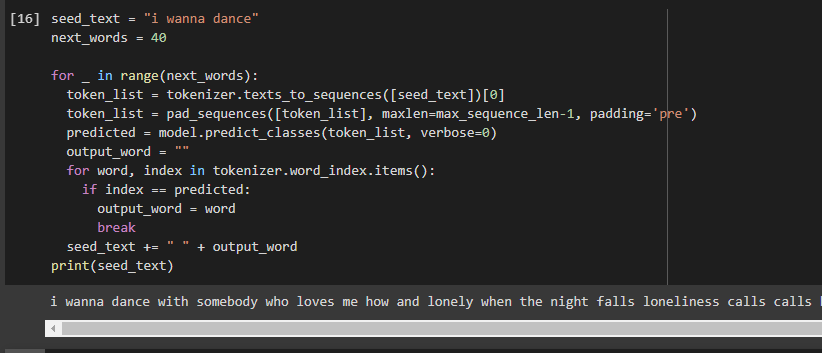 [16] seed_text = "i wanna dance"
next_words = 40
for _ in range(next_words):
  token_list = tokenizer.texts_to_sequences([seed_text])[0]
  token_list = pad_sequences([token_list], maxlen=max_sequence_len-1, padding='pre')
  predicted = model.predict_classes(token_list, verbose=0)
  output_word = ""
  for word, index in tokenizer.word_index.items():
    if index == predicted:
      output_word = word
      break
  seed_text += " " + output_word
print(seed_text)
i wanna dance with somebody who loves me how and lonely when the night falls loneliness calls calls